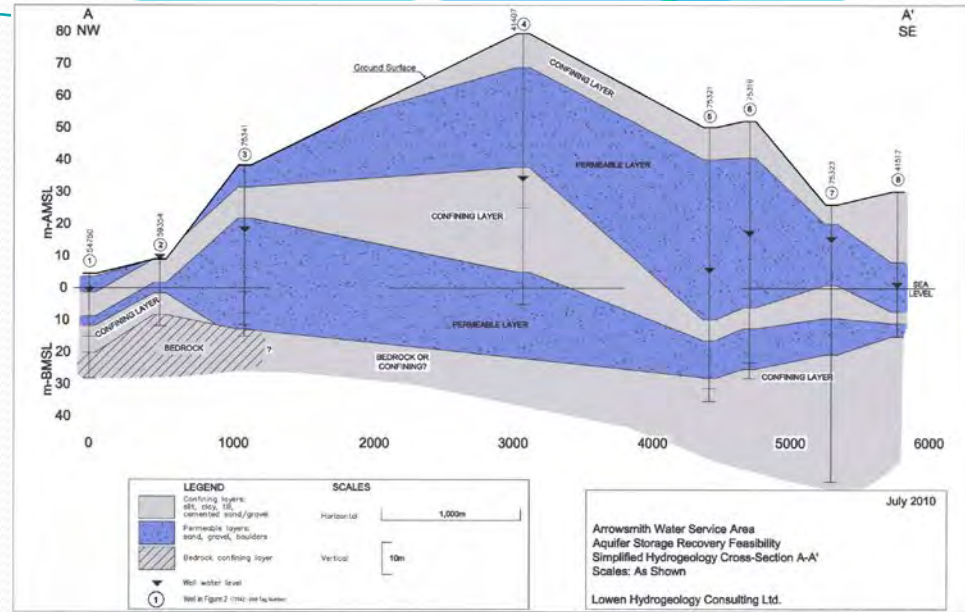 A
NW
A'
SE
80
70
60
50
40
30
20
10
0
10
20
30
40
m-AMSL
m-BMSL
0 1000 2000 3000 4000 5000 6000
1
2
3
75341
4
41407
5
75321
6
7
75323
8
41517
Ground Surface
CONFINING LAYER
PERMEABLE LAYER
CONFINING LAYER
CONFINING LAYER
PERMEABLE LAYER
BEDROCK
?
BEDROCK OR
CONFINING?
CONFINING LAYER
SEA
LEVEL
LEGEND
Confining layers:
silt, clay, till,
cemented sand/gravel
Permeable layers:
sand, gravel, boulders
Bedrock confining layer
Well water level
1 Well in Figure 2
SCALES
Horizontal 1,000m
Vertical 10m
July 2010
Arrowsmith Water Service Area
Aquifer Storage Recovery Feasibility
Simplified Hydrogeology Cross-Section A-A'
Scales: As Shown
Lowen Hydrogeology Consulting Ltd.